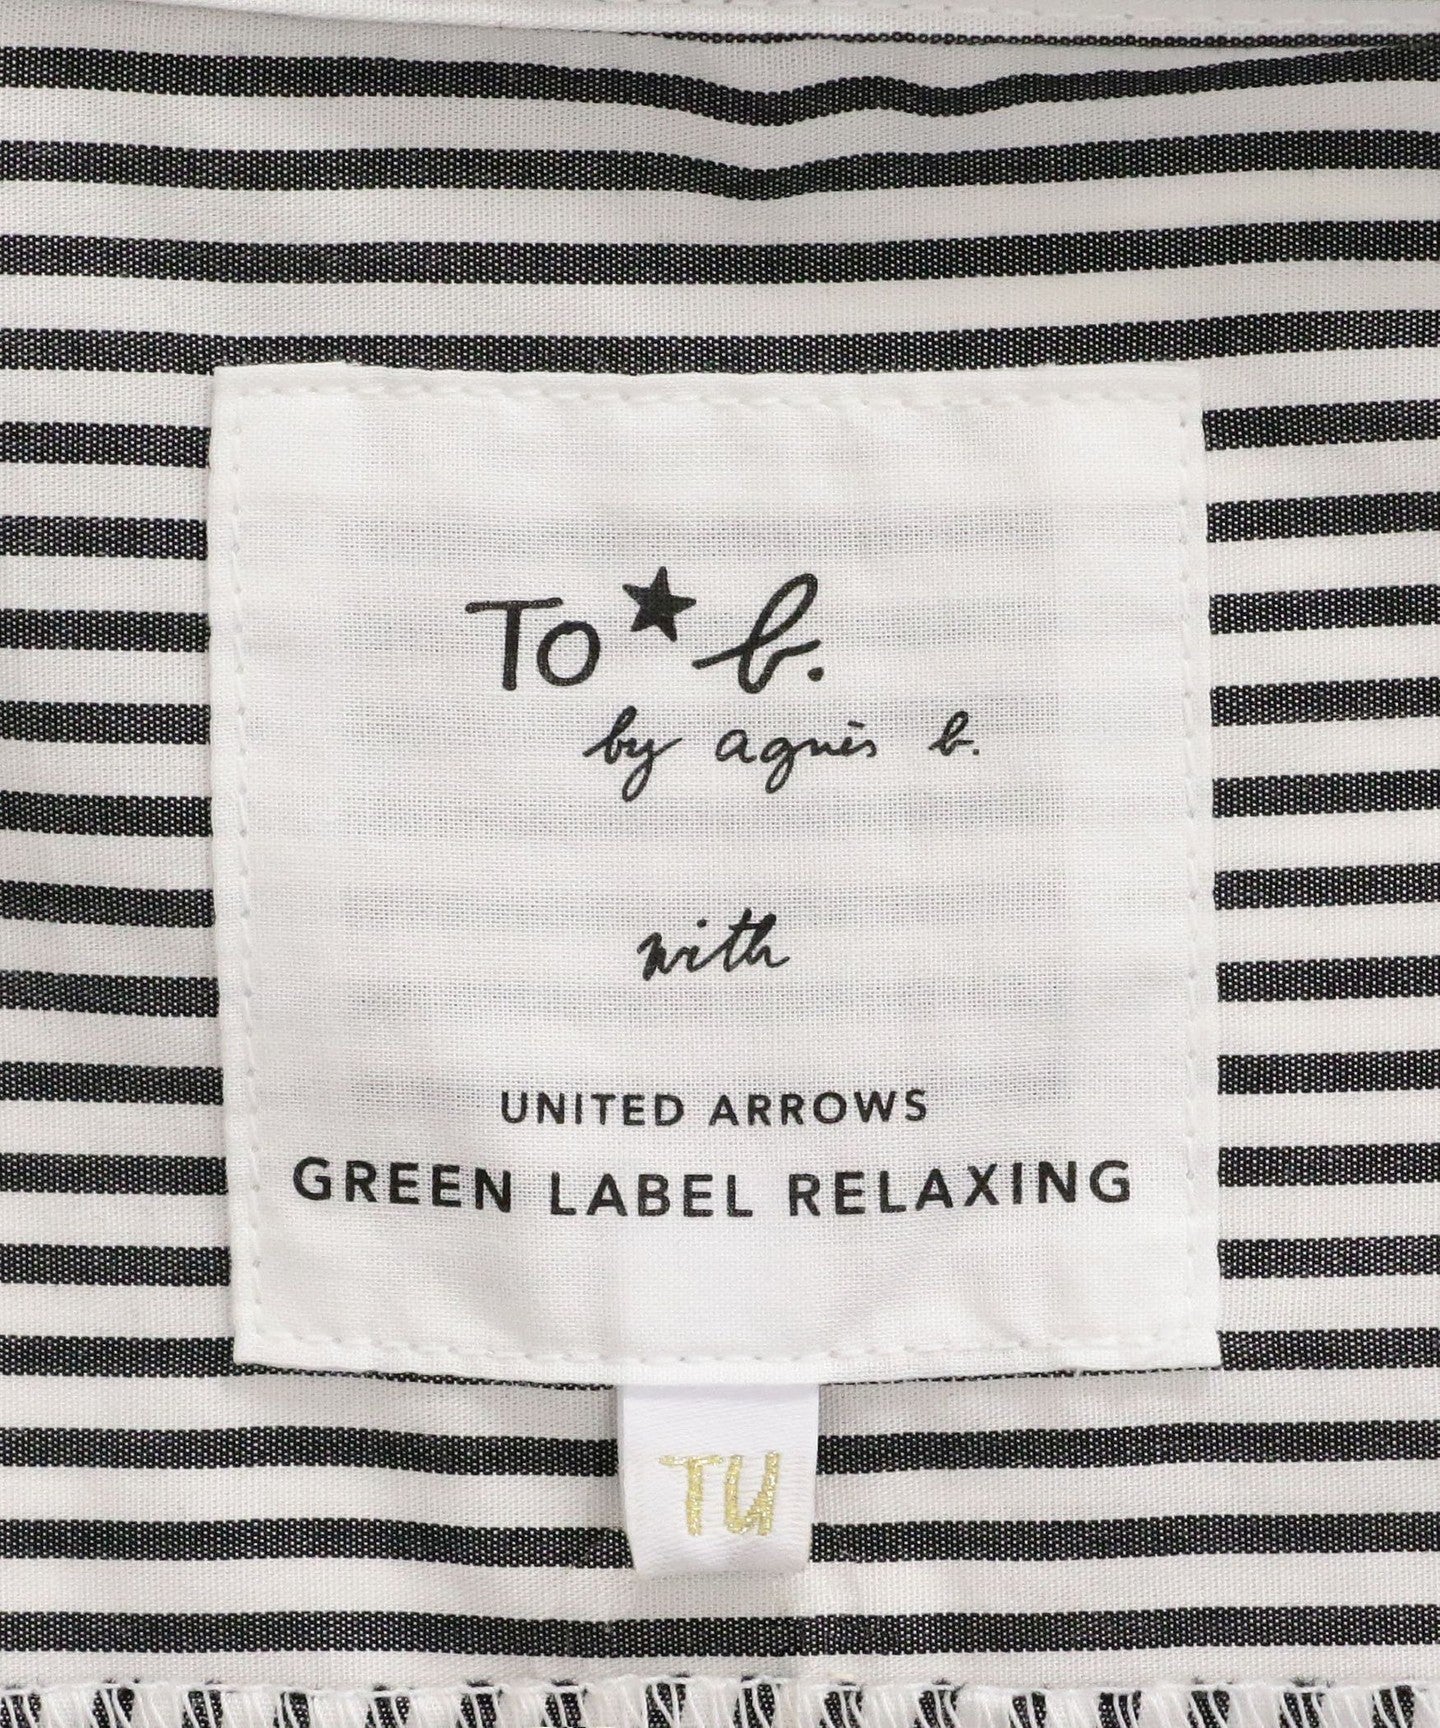 To★b.
by agnès b.
with
UNITED ARROWS
GREEN LABEL RELAXING
TU